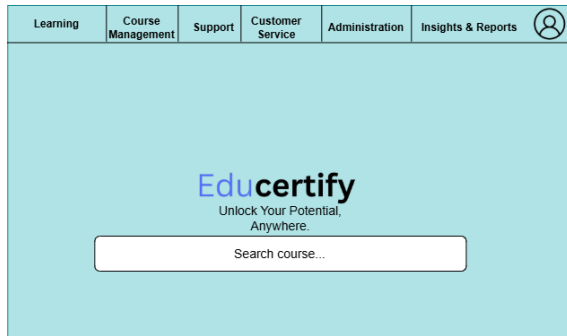 Learning
Course
Management
Support
Customer
Service
Administration
Insights & Reports
Educertify
Unlock Your Potential,
Anywhere.
Search course...